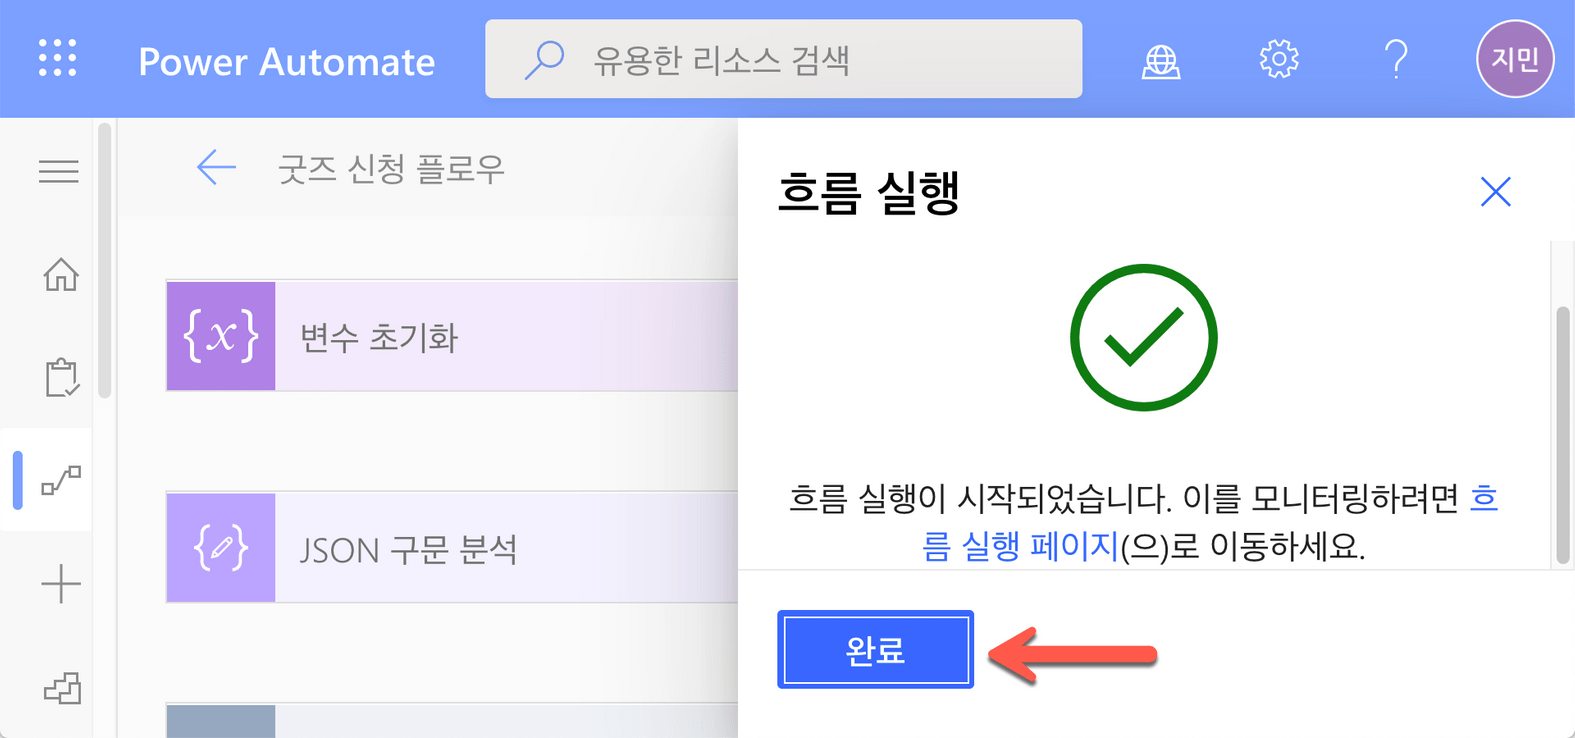 Power Automate
유용한 리소스 검색
지민
굿즈 신청 플로우
{x} 변수 초기화
JSON 구문 분석
흐름 실행
흐름 실행이 시작되었습니다. 이를 모니터링하려면 흐
름 실행 페이지(으)로 이동하세요.
완료